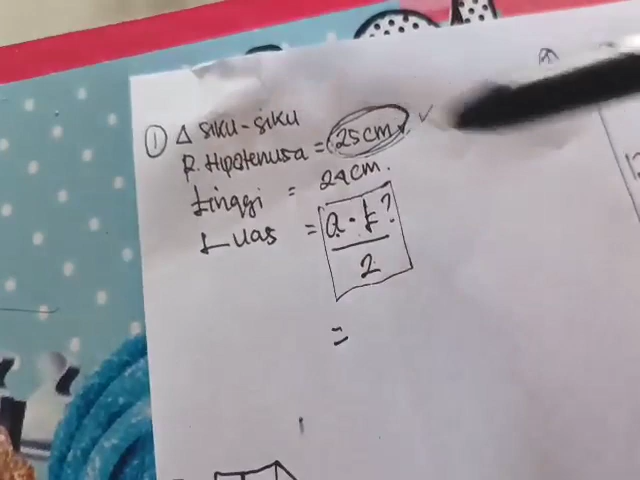 ① Δ siku-siku
R. Hipotenusa = 25 cm ✓
tinggi = 24 cm.
Luas = a · t ?
2
=